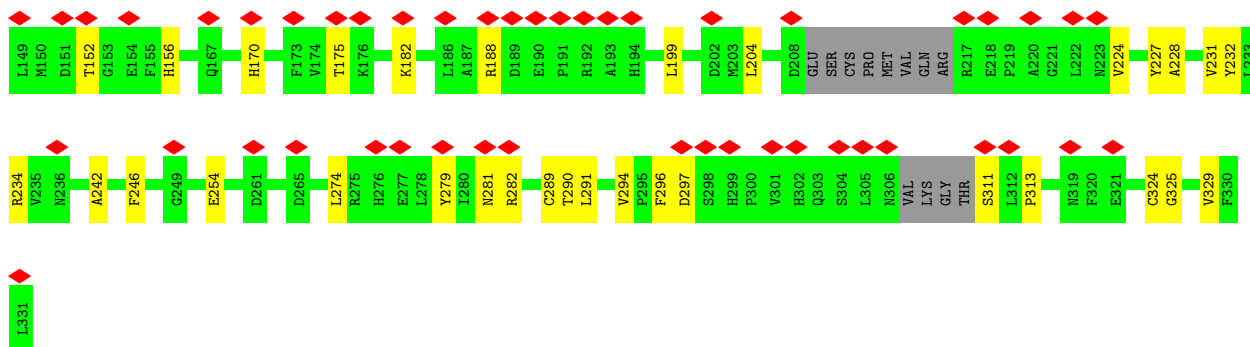 L149 M150 D151 T152 G153 E154 F155 H156 Q167 H170 F173 V174 T175 K176 K182 L186 A187 R188 D189 E190 P191 R192 A193 H194 L199 D202 M203 L204 D208 GLU SER CYS PRO MET VAL GLN ARG R217 E218 P219 A220 G221 L222 N223 V224 Y227 A228 V231 Y232 L233
R234 V235 N236 A242 F246 G249 E254 D261 D265 L274 R275 H276 E277 L278 Y279 I280 N281 R282 C289 T290 L291 V294 P295 F296 D297 S298 H299 P300 V301 H302 Q303 S304 L305 N306 VAL LYS GLY THR S311 L312 P313 N319 F320 E321 C324 G325 V329 F330
L331